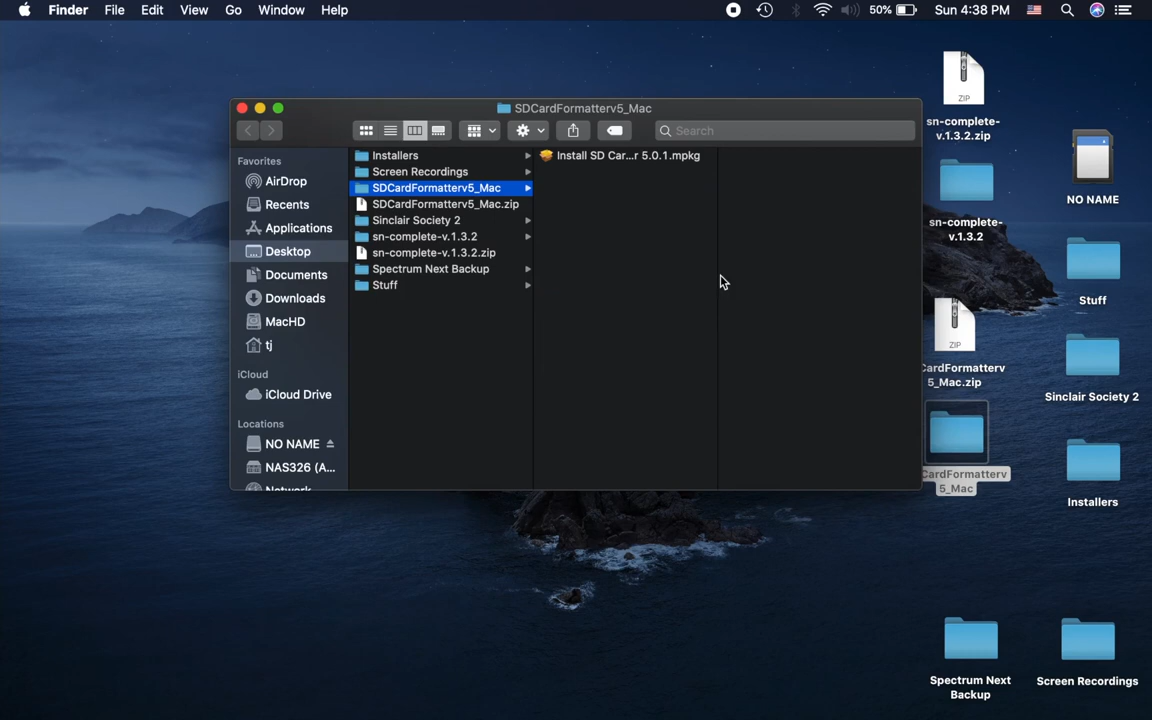 Finder File Edit View Go Window Help
50% Sun 4:38 PM
SDCardFormatterv5_Mac
Search
Favorites
AirDrop
Recents
Applications
Desktop
Documents
Downloads
MacHD
tj
iCloud
iCloud Drive
Locations
NO NAME
NAS326 (A...
Network
Installers
Screen Recordings
SDCardFormatterv5_Mac
SDCardFormatterv5_Mac.zip
Sinclair Society 2
sn-complete-v.1.3.2
sn-complete-v.1.3.2.zip
Spectrum Next Backup
Stuff
Install SD Car...r 5.0.1.mpkg
ZIP
sn-complete-
v.1.3.2.zip
NO NAME
sn-complete-
v.1.3.2
Stuff
ZIP
CardFormatterv
5_Mac.zip
Sinclair Society 2
CardFormatterv
5_Mac
Installers
Spectrum Next
Backup
Screen Recordings